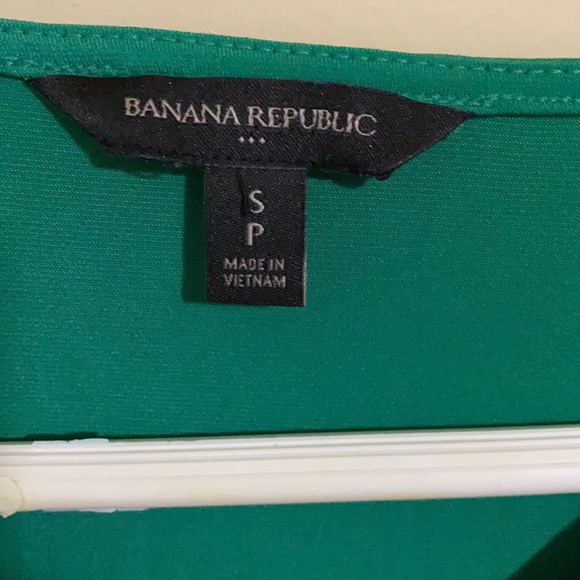 BANANA REPUBLIC
S
P
MADE IN
VIETNAM